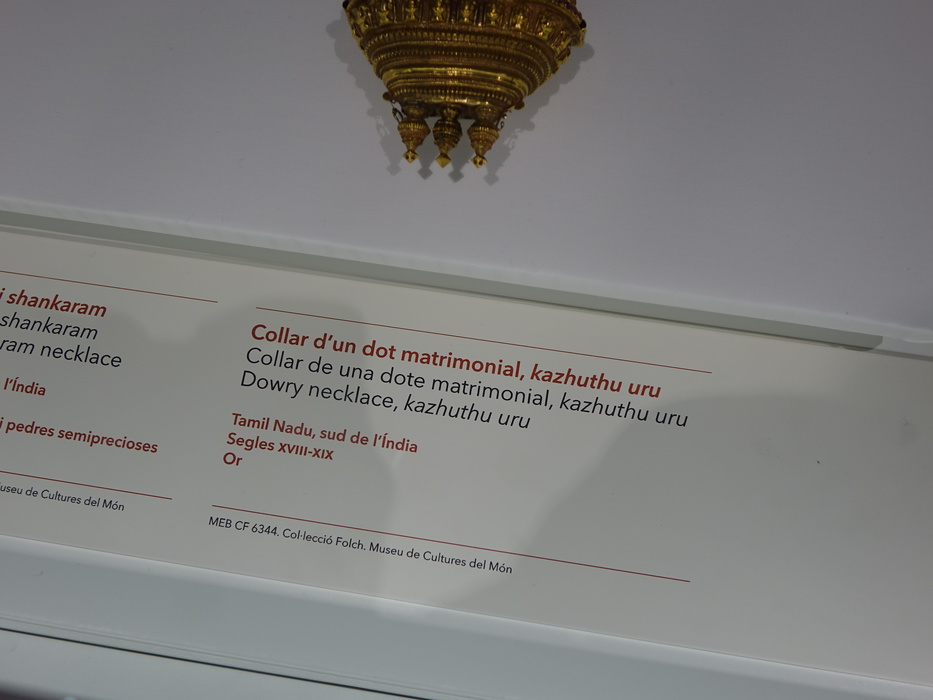 i shankaram
shankaram
ram necklace
l'Índia
i pedres semiprecioses
useu de Cultures del Món
Collar d'un dot matrimonial, kazhuthu uru
Collar de una dote matrimonial, kazhuthu uru
Dowry necklace, kazhuthu uru
Tamil Nadu, sud de l'Índia
Segles XVIII-XIX
Or
MEB CF 6344. Col·lecció Folch. Museu de Cultures del Món